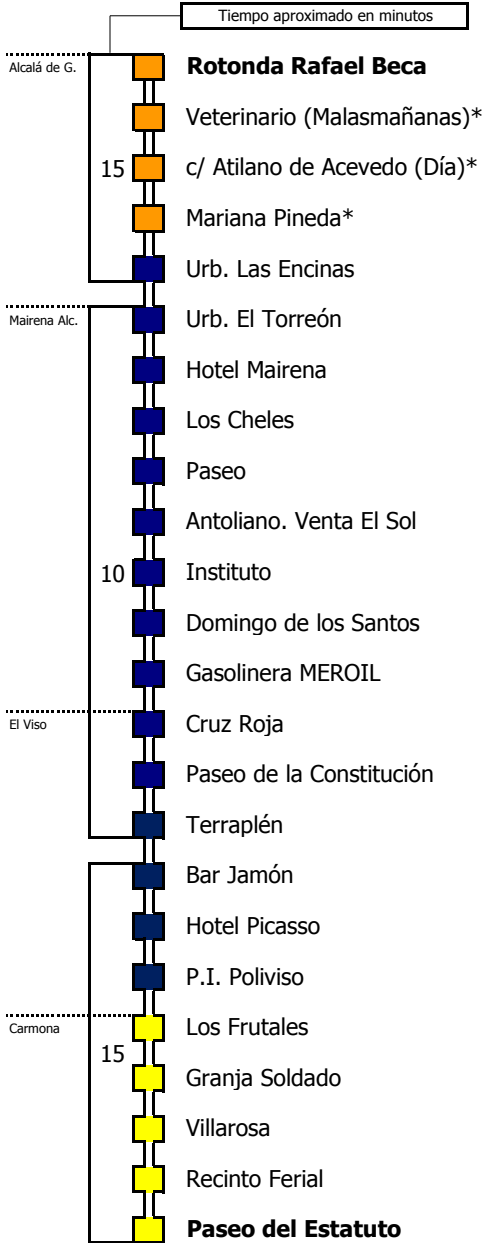 Tiempo aproximado en minutos
Alcalá de G.
Rotonda Rafael Beca
Veterinario (Malasmañanas)*
15
c/ Atilano de Acevedo (Día)*
Mariana Pineda*
Urb. Las Encinas
Mairena Alc.
Urb. El Torreón
Hotel Mairena
Los Cheles
Paseo
Antoliano. Venta El Sol
10
Instituto
Domingo de los Santos
Gasolinera MEROIL
El Viso
Cruz Roja
Paseo de la Constitución
Terraplén
Bar Jamón
Hotel Picasso
P.I. Poliviso
Carmona
Los Frutales
15
Granja Soldado
Villarosa
Recinto Ferial
Paseo del Estatuto